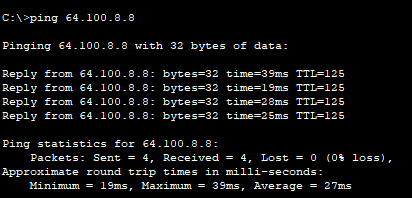 C:\>ping 64.100.8.8
Pinging 64.100.8.8 with 32 bytes of data:
Reply from 64.100.8.8: bytes=32 time=39ms TTL=125
Reply from 64.100.8.8: bytes=32 time=19ms TTL=125
Reply from 64.100.8.8: bytes=32 time=28ms TTL=125
Reply from 64.100.8.8: bytes=32 time=25ms TTL=125
Ping statistics for 64.100.8.8:
    Packets: Sent = 4, Received = 4, Lost = 0 (0% loss),
Approximate round trip times in milli-seconds:
    Minimum = 19ms, Maximum = 39ms, Average = 27ms